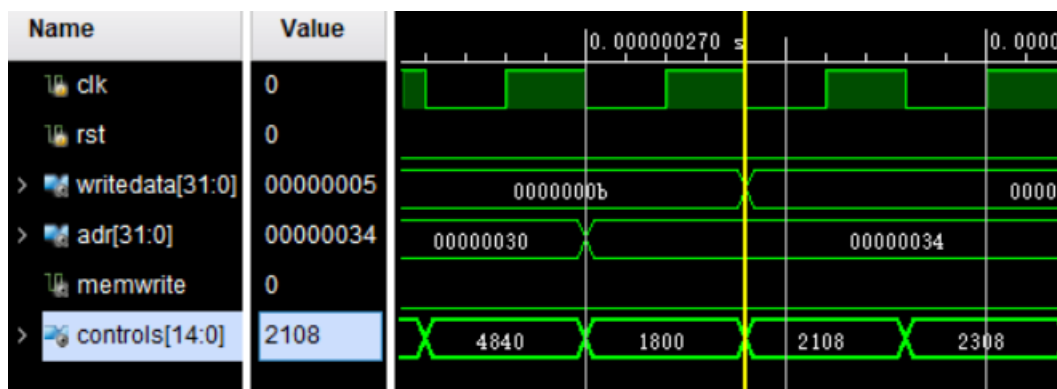 Name Value
0.000000270 s 0.0000
clk 0
rst 0
writedata[31:0] 00000005 0000000b 0000
adr[31:0] 00000034 00000030 00000034
memwrite 0
controls[14:0] 2108 4840 1800 2108 2308